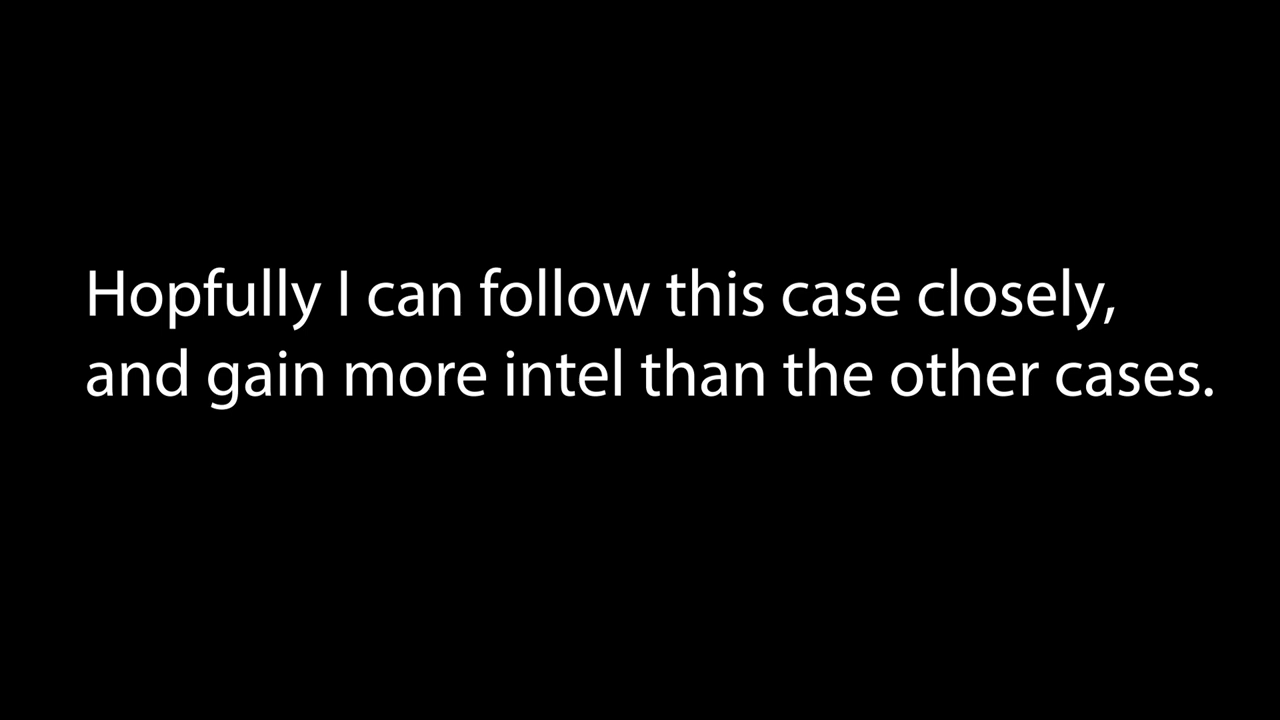 Hopfully I can follow this case closely,
and gain more intel than the other cases.